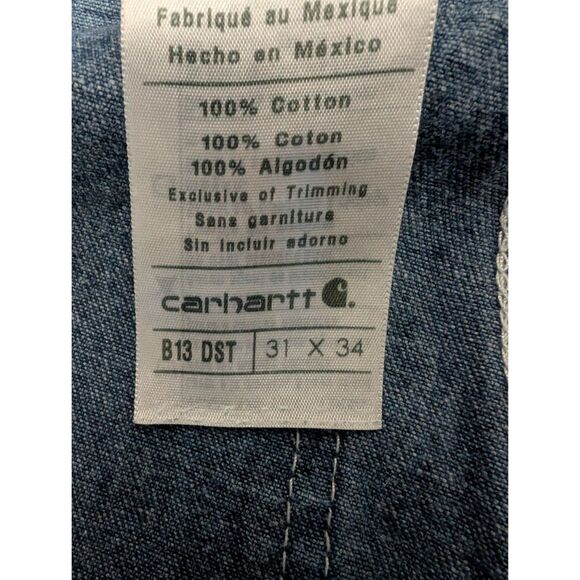 Fabriqué au Mexique
Hecho en México
100% Cotton
100% Coton
100% Algodón
Exclusive of Trimming
Sans garniture
Sin incluir adorno
carhartt
B13 DST 31 X 34